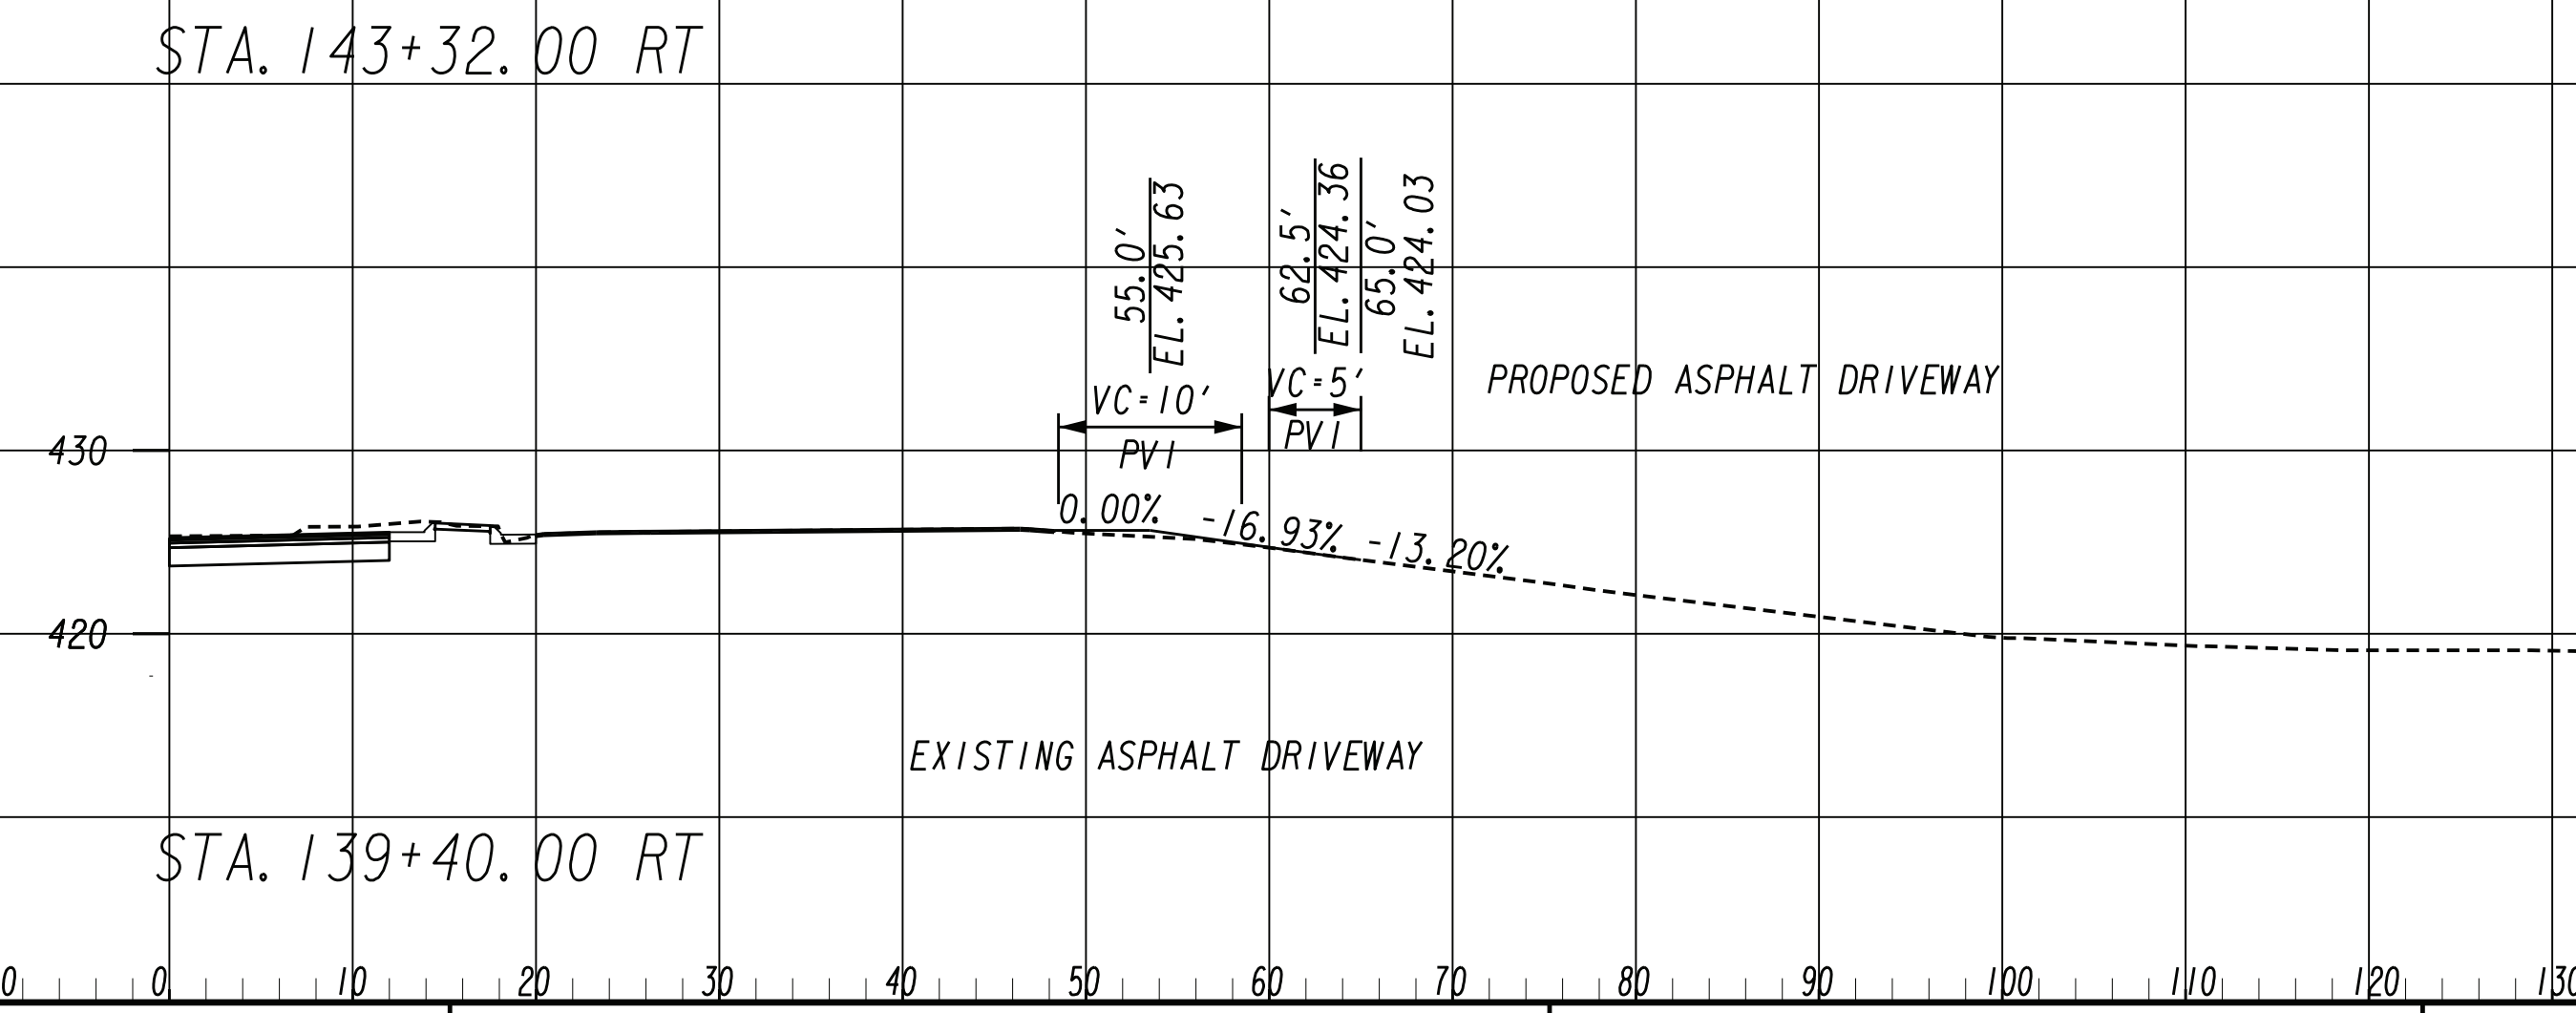 STA. 143+32.00 RT
55.0'
EL. 425.63
62.5'
EL. 424.36
65.0'
EL. 424.03
VC=10'
PVI
VC=5'
PVI
PROPOSED ASPHALT DRIVEWAY
430
0.00% -16.93% -13.20%
420
EXISTING ASPHALT DRIVEWAY
STA. 139+40.00 RT
0 0 10 20 30 40 50 60 70 80 90 100 110 120 130